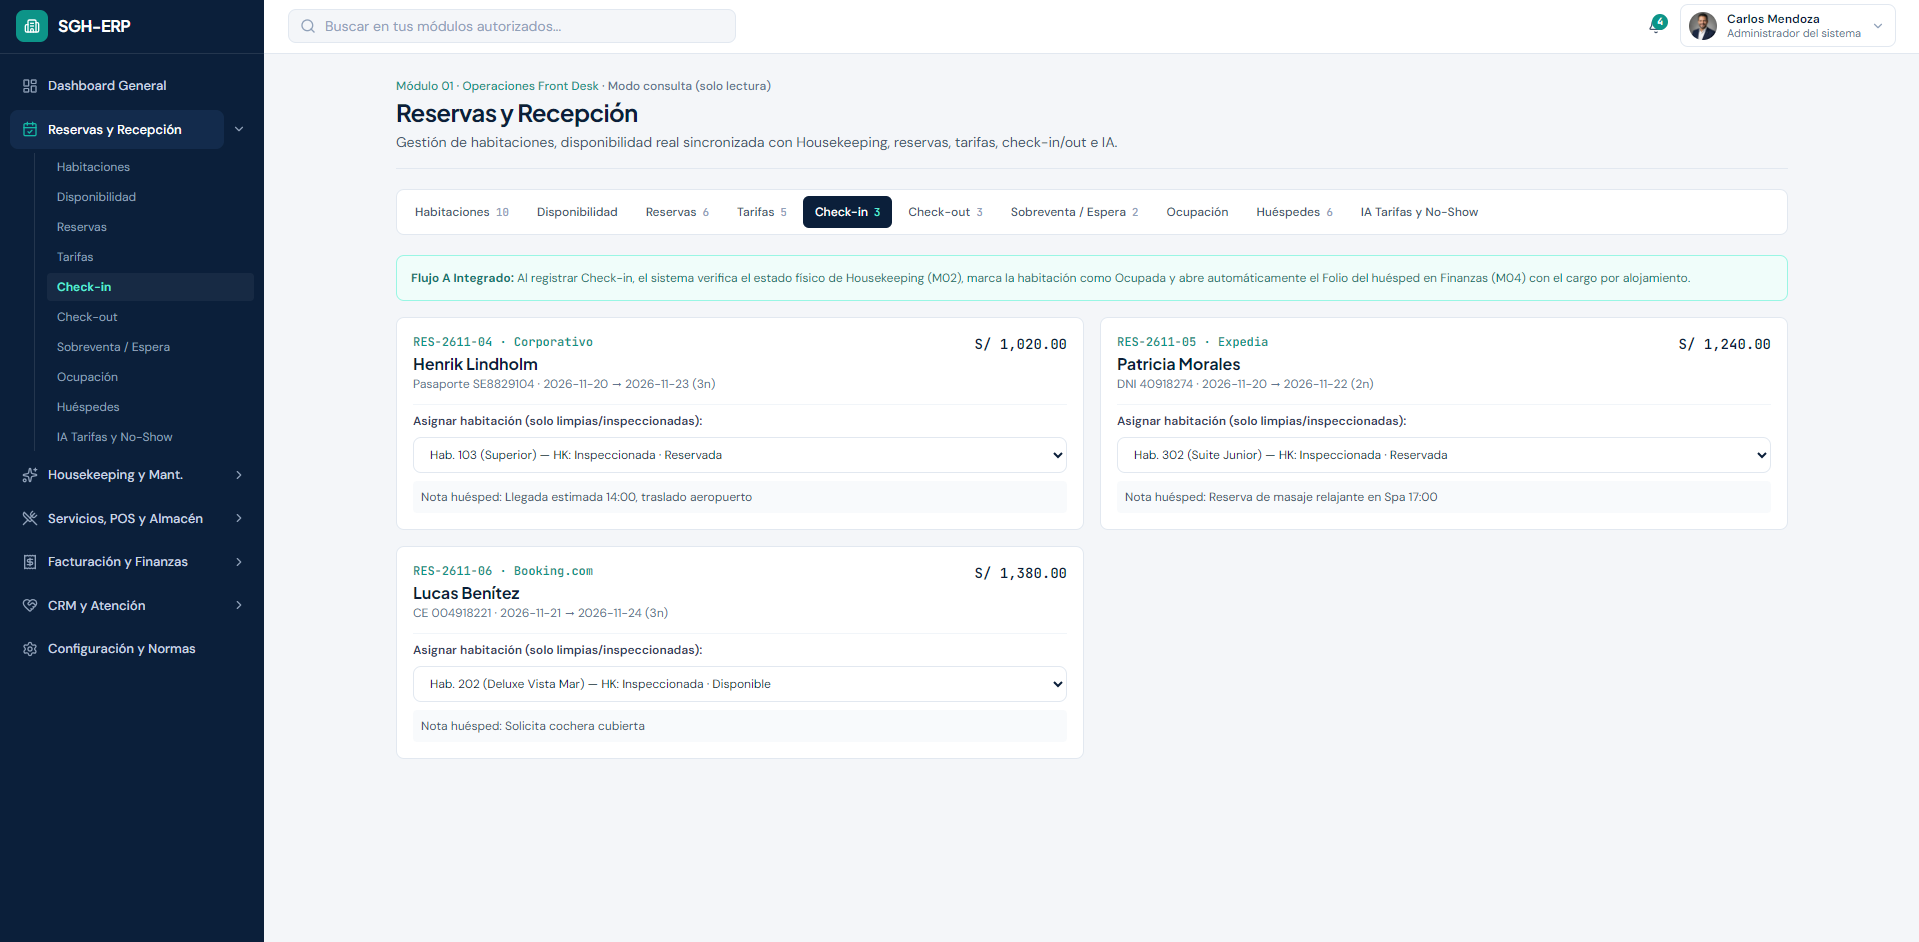 SGH-ERP
Buscar en tus módulos autorizados...
4
Carlos Mendoza
Administrador del sistema
Dashboard General
Reservas y Recepción
Habitaciones
Disponibilidad
Reservas
Tarifas
Check-in
Check-out
Sobreventa / Espera
Ocupación
Huéspedes
IA Tarifas y No-Show
Housekeeping y Mant.
Servicios, POS y Almacén
Facturación y Finanzas
CRM y Atención
Configuración y Normas
Módulo 01 · Operaciones Front Desk · Modo consulta (solo lectura)
Reservas y Recepción
Gestión de habitaciones, disponibilidad real sincronizada con Housekeeping, reservas, tarifas, check-in/out e IA.
Habitaciones 10 Disponibilidad Reservas 6 Tarifas 5 Check-in 3 Check-out 3 Sobreventa / Espera 2 Ocupación Huéspedes 6 IA Tarifas y No-Show
Flujo A Integrado: Al registrar Check-in, el sistema verifica el estado físico de Housekeeping (M02), marca la habitación como Ocupada y abre automáticamente el Folio del huésped en Finanzas (M04) con el cargo por alojamiento.
RES-2611-04 · Corporativo
S/ 1,020.00
Henrik Lindholm
Pasaporte SE8829104 · 2026-11-20 → 2026-11-23 (3n)
Asignar habitación (solo limpias/inspeccionadas):
Hab. 103 (Superior) — HK: Inspeccionada · Reservada
Nota huésped: Llegada estimada 14:00, traslado aeropuerto
RES-2611-05 · Expedia
S/ 1,240.00
Patricia Morales
DNI 40918274 · 2026-11-20 → 2026-11-22 (2n)
Asignar habitación (solo limpias/inspeccionadas):
Hab. 302 (Suite Junior) — HK: Inspeccionada · Reservada
Nota huésped: Reserva de masaje relajante en Spa 17:00
RES-2611-06 · Booking.com
S/ 1,380.00
Lucas Benítez
CE 004918221 · 2026-11-21 → 2026-11-24 (3n)
Asignar habitación (solo limpias/inspeccionadas):
Hab. 202 (Deluxe Vista Mar) — HK: Inspeccionada · Disponible
Nota huésped: Solicita cochera cubierta